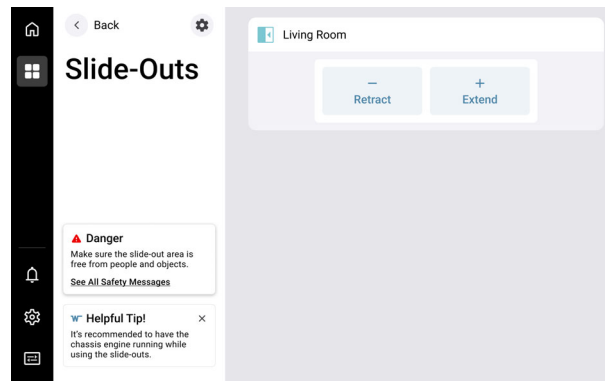 Back
Slide-Outs
Danger
Make sure the slide-out area is
free from people and objects.
See All Safety Messages
W Helpful Tip!
It's recommended to have the
chassis engine running while
using the slide-outs.
Living Room
− Retract
+ Extend